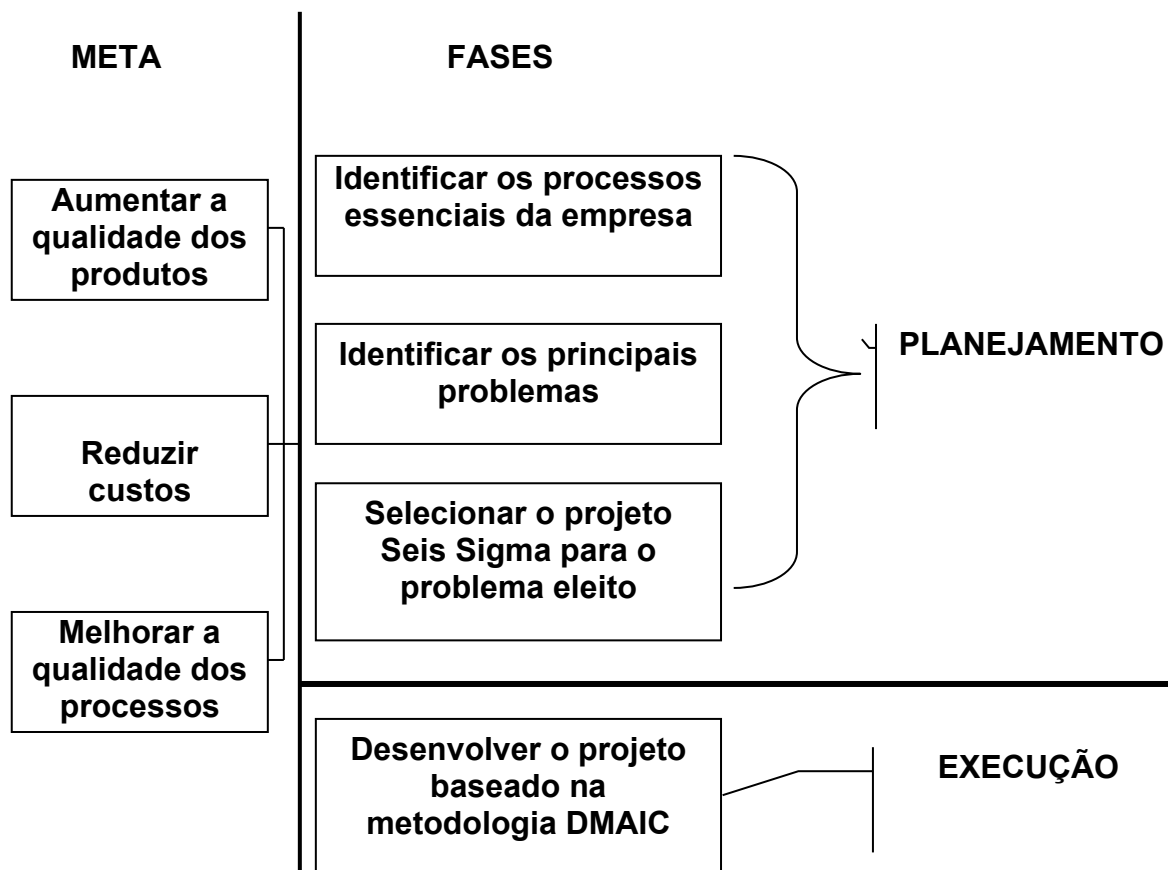 META
FASES
Aumentar a
qualidade dos
produtos
Reduzir
custos
Melhorar a
qualidade dos
processos
Identificar os processos
essenciais da empresa
Identificar os principais
problemas
Selecionar o projeto
Seis Sigma para o
problema eleito
PLANEJAMENTO
Desenvolver o projeto
baseado na
metodologia DMAIC
EXECUÇÃO